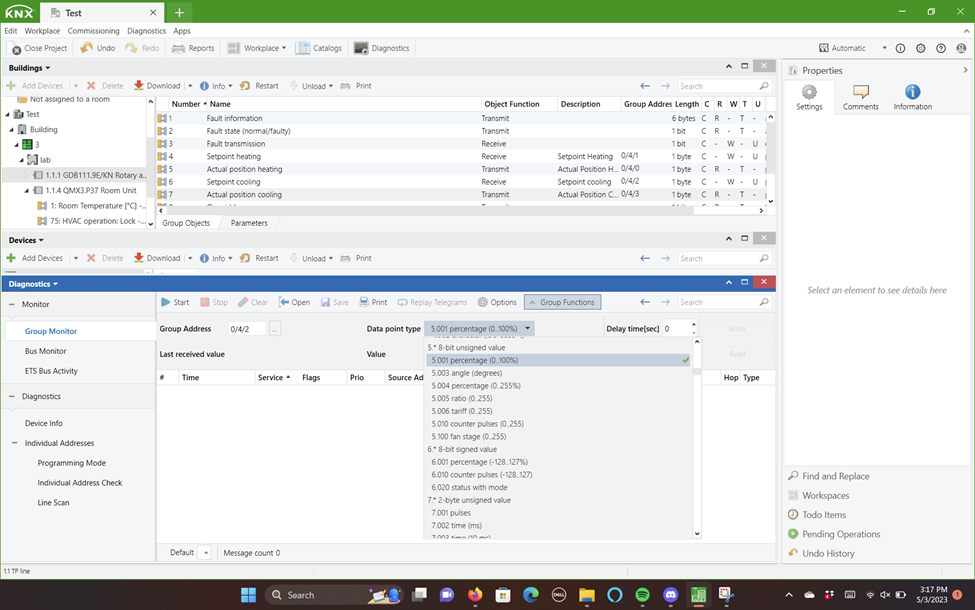 KNX Test
Edit Workplace Commissioning Diagnostics Apps
Close Project Undo Redo Reports Workplace Catalogs Diagnostics Automatic
Buildings
Add Devices Delete Download Info Restart Unload Print Search
Not assigned to a room
Test
Building
3
lab
1.1.1 GDB111.9E/KN Rotary a...
1.1.4 QMX3.P37 Room Unit
1: Room Temperature [°C] -
75: HVAC operation: Lock -...
Number Name Object Function Description Group Address Length C R W T U
1 Fault information Transmit 6 bytes C R - T -
2 Fault state (normal/faulty) Transmit 1 bit C R - T -
3 Fault transmission Receive 1 bit C - W - U
4 Setpoint heating Receive Setpoint Heating 0/4/1 1 byte C - W - U
5 Actual position heating Transmit Actual Position H... 0/4/0 1 byte C R - T -
6 Setpoint cooling Receive Setpoint cooling 0/4/2 1 byte C - W - U
7 Actual position cooling Transmit Actual Position C... 0/4/3 1 byte C R - T -
Group Objects Parameters
Devices
Add Devices Delete Download Info Restart Unload Print Search
Diagnostics
Monitor
Group Monitor
Bus Monitor
ETS Bus Activity
Diagnostics
Device Info
Individual Addresses
Programming Mode
Individual Address Check
Line Scan
Start Stop Clear Open Save Print Replay Telegrams Options Group Functions Search
Group Address 0/4/2 ... Data point type 5.001 percentage (0..100%) Delay time[sec] 0 Write
Last received value Value Read
# Time Service Flags Prio Source Ad Hop Type
5.* 8-bit unsigned value
5.001 percentage (0..100%)
5.003 angle (degrees)
5.004 percentage (0..255%)
5.005 ratio (0..255)
5.006 tariff (0..255)
5.010 counter pulses (0..255)
5.100 fan stage (0..255)
6.* 8-bit signed value
6.001 percentage (-128..127%)
6.010 counter pulses (-128..127)
6.020 status with mode
7.* 2-byte unsigned value
7.001 pulses
7.002 time (ms)
7.003 time (10 ms)
Default Message count 0
Properties
Settings Comments Information
Select an element to see details here
Find and Replace
Workspaces
Todo Items
Pending Operations
Undo History
1.1 TP line
Search
DELL
3:17 PM
5/3/2023
1